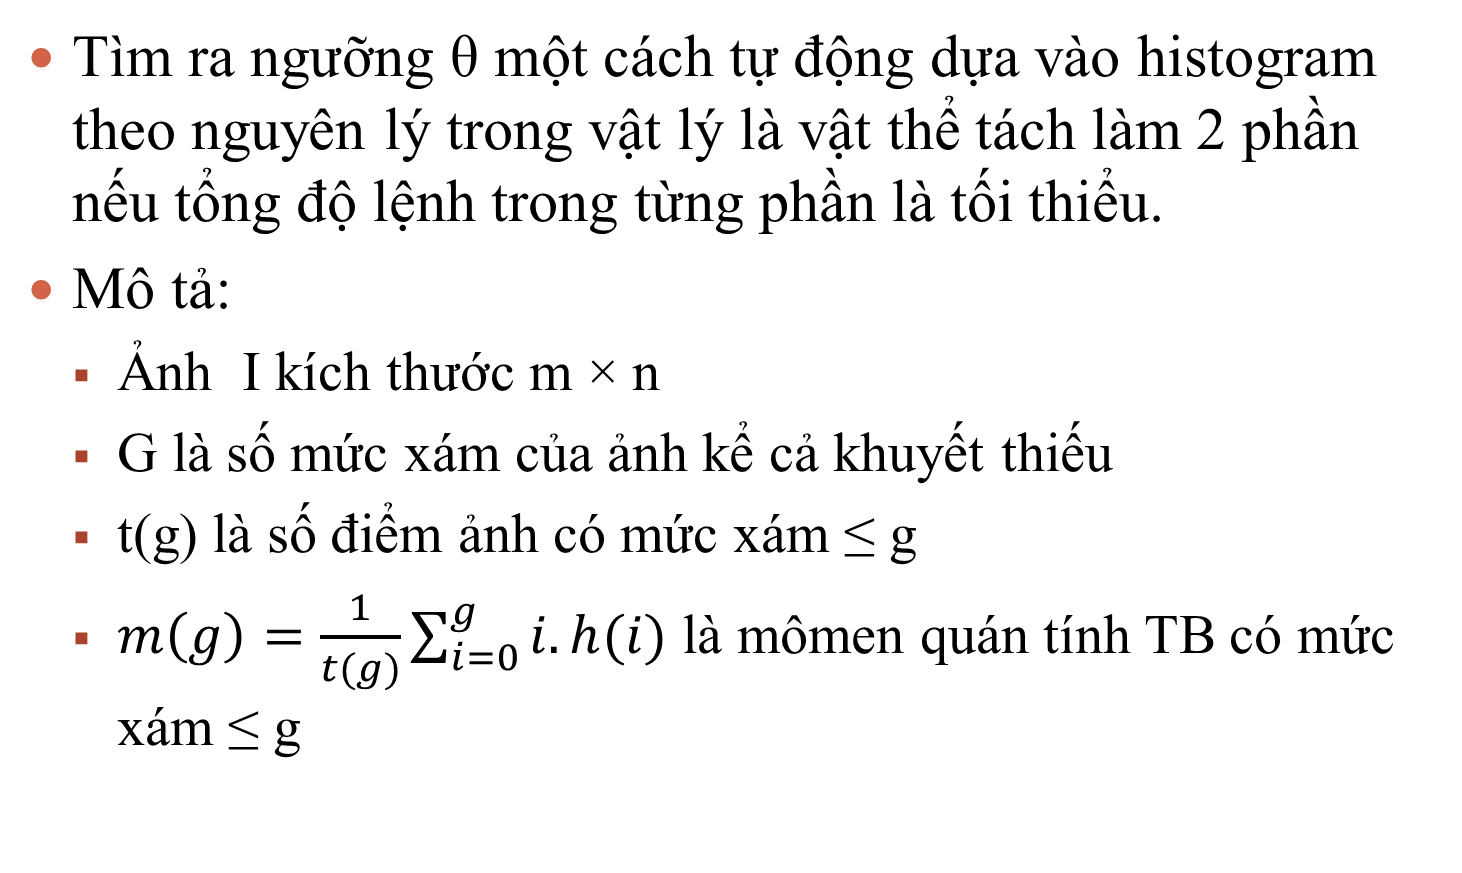 • Tìm ra ngưỡng θ một cách tự động dựa vào histogram
theo nguyên lý trong vật lý là vật thể tách làm 2 phần
nếu tổng độ lệnh trong từng phần là tối thiểu.
• Mô tả:
▪ Ảnh I kích thước m × n
▪ G là số mức xám của ảnh kể cả khuyết thiếu
▪ t(g) là số điểm ảnh có mức xám ≤ g
▪ m(g) = \frac{1}{t(g)} \sum_{i=0}^{g} i.h(i) là mômen quán tính TB có mức
xám ≤ g